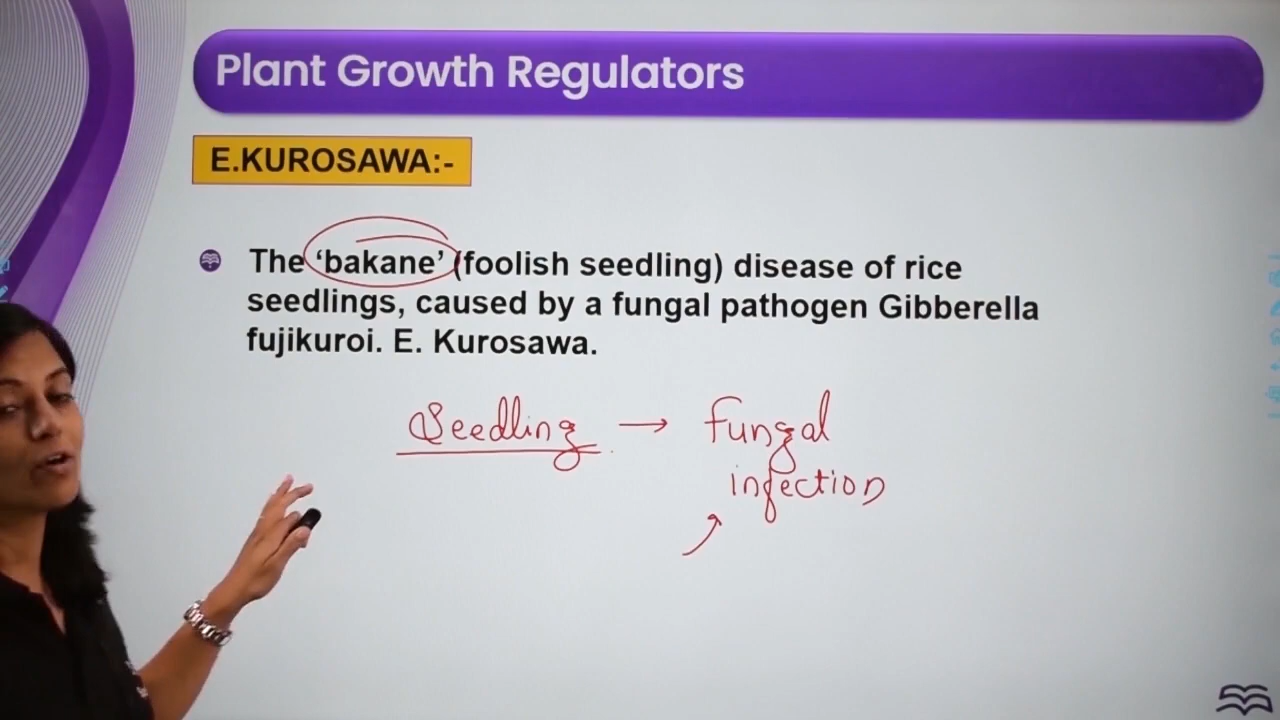 Plant Growth Regulators
E.KUROSAWA:-
The ‘bakane’ (foolish seedling) disease of rice
seedlings, caused by a fungal pathogen Gibberella
fujikuroi. E. Kurosawa.
Seedling → fungal
infection